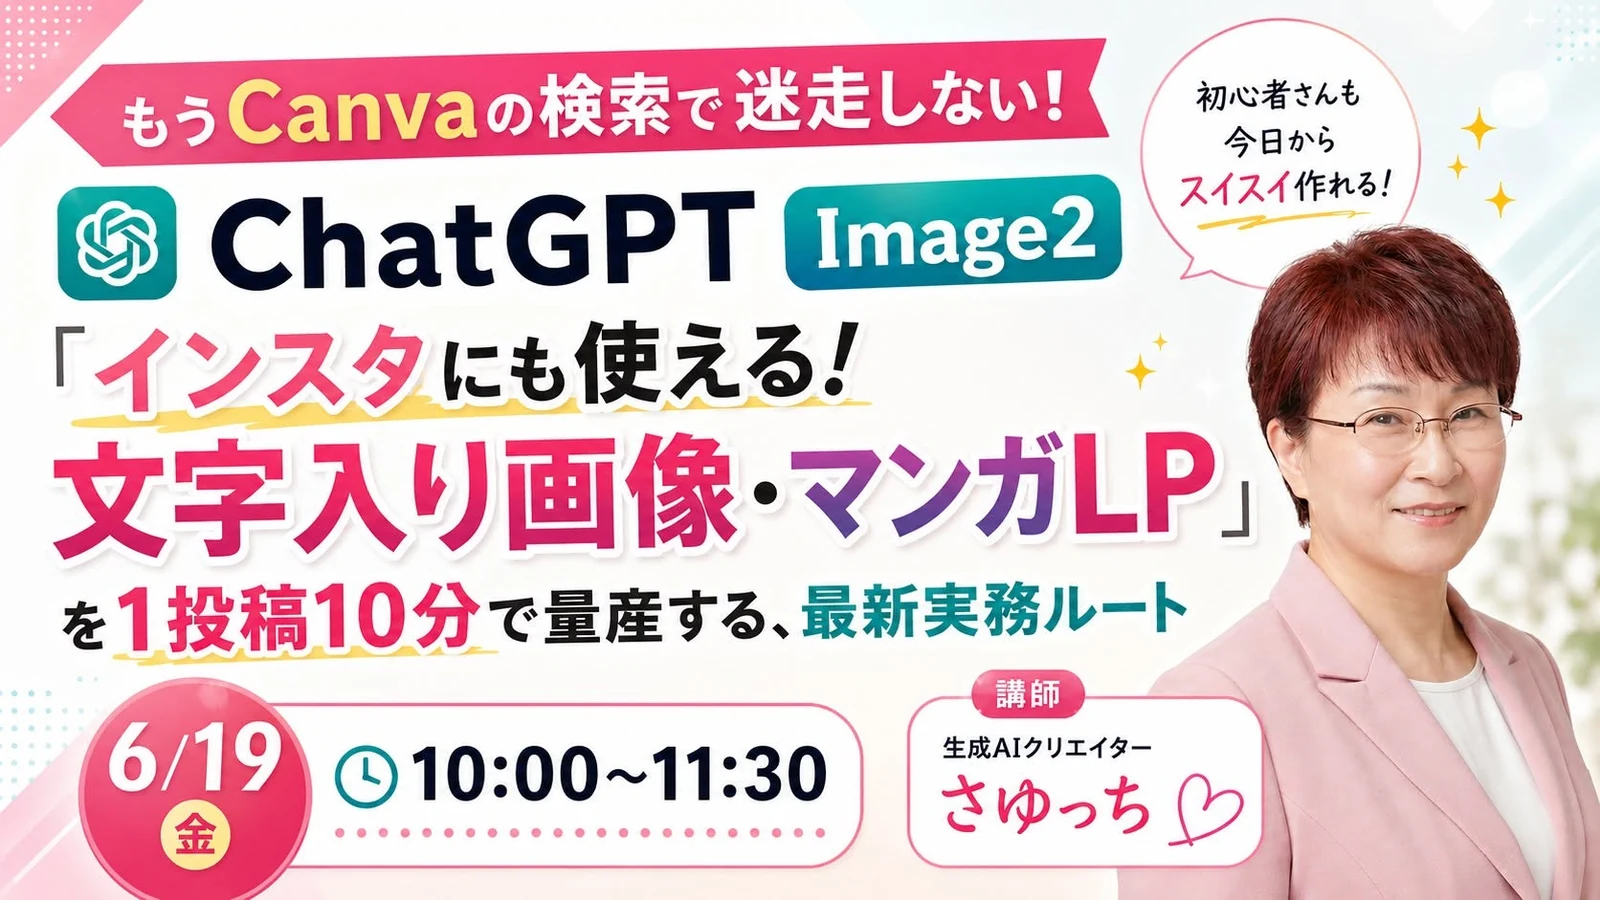 もうCanvaの検索で迷走しない!
初心者さんも
今日から
スイスイ作れる!
ChatGPT Image2
「インスタにも使える!
文字入り画像・マンガLP」
を1投稿10分で量産する、最新実務ルート
6/19
金
10:00〜11:30
講師
生成AIクリエイター
さゆっち